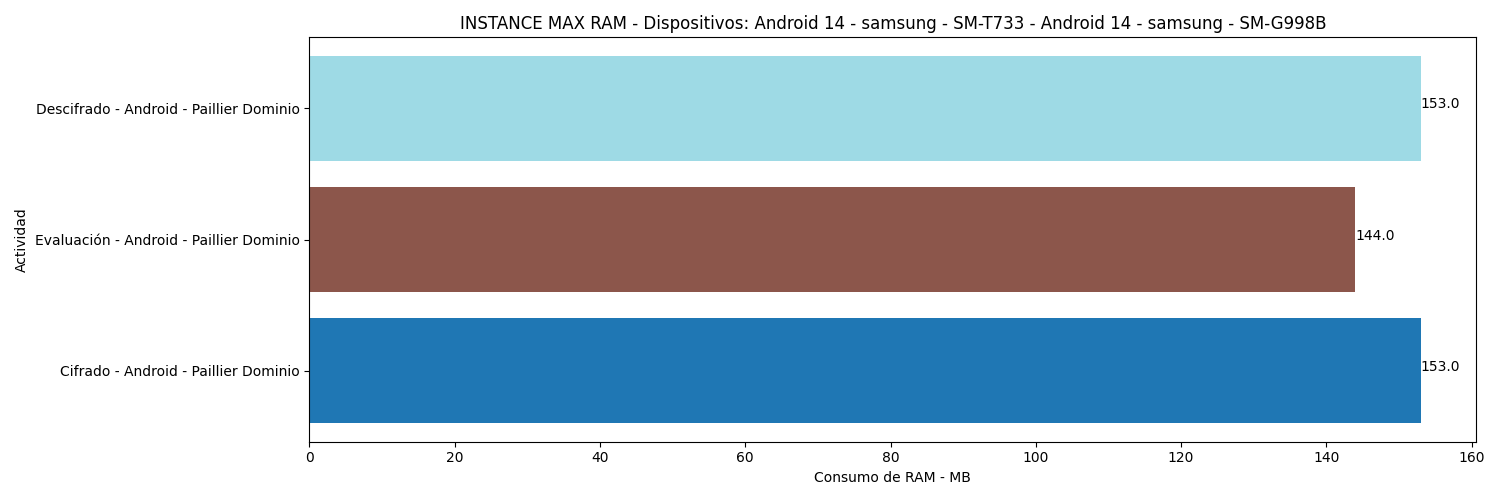 INSTANCE MAX RAM - Dispositivos: Android 14 - samsung - SM-T733 - Android 14 - samsung - SM-G998B
Actividad
Descifrado - Android - Paillier Dominio
153.0
Evaluación - Android - Paillier Dominio
144.0
Cifrado - Android - Paillier Dominio
153.0
0 20 40 60 80 100 120 140 160
Consumo de RAM - MB